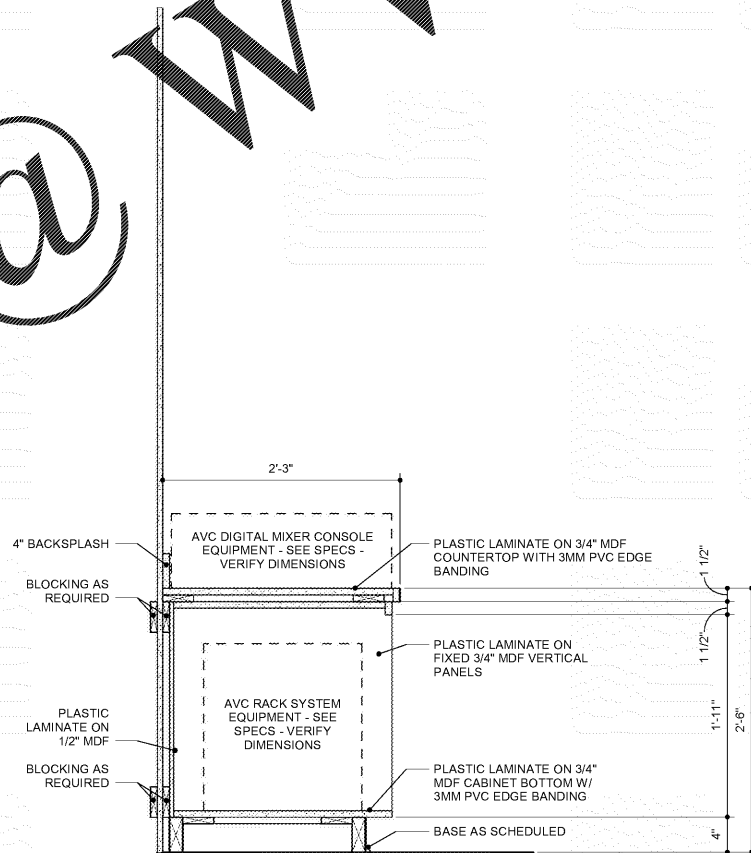 @ W
2'-3"
AVC DIGITAL MIXER CONSOLE
EQUIPMENT - SEE SPECS -
VERIFY DIMENSIONS
4" BACKSPLASH
BLOCKING AS
REQUIRED
PLASTIC LAMINATE ON 3/4" MDF
COUNTERTOP WITH 3MM PVC EDGE
BANDING
1 1/2"
1 1/2"
PLASTIC LAMINATE ON
FIXED 3/4" MDF VERTICAL
PANELS
AVC RACK SYSTEM
EQUIPMENT - SEE
SPECS - VERIFY
DIMENSIONS
PLASTIC
LAMINATE ON
1/2" MDF
1'-11"
2'-6"
BLOCKING AS
REQUIRED
PLASTIC LAMINATE ON 3/4"
MDF CABINET BOTTOM W/
3MM PVC EDGE BANDING
BASE AS SCHEDULED
4"